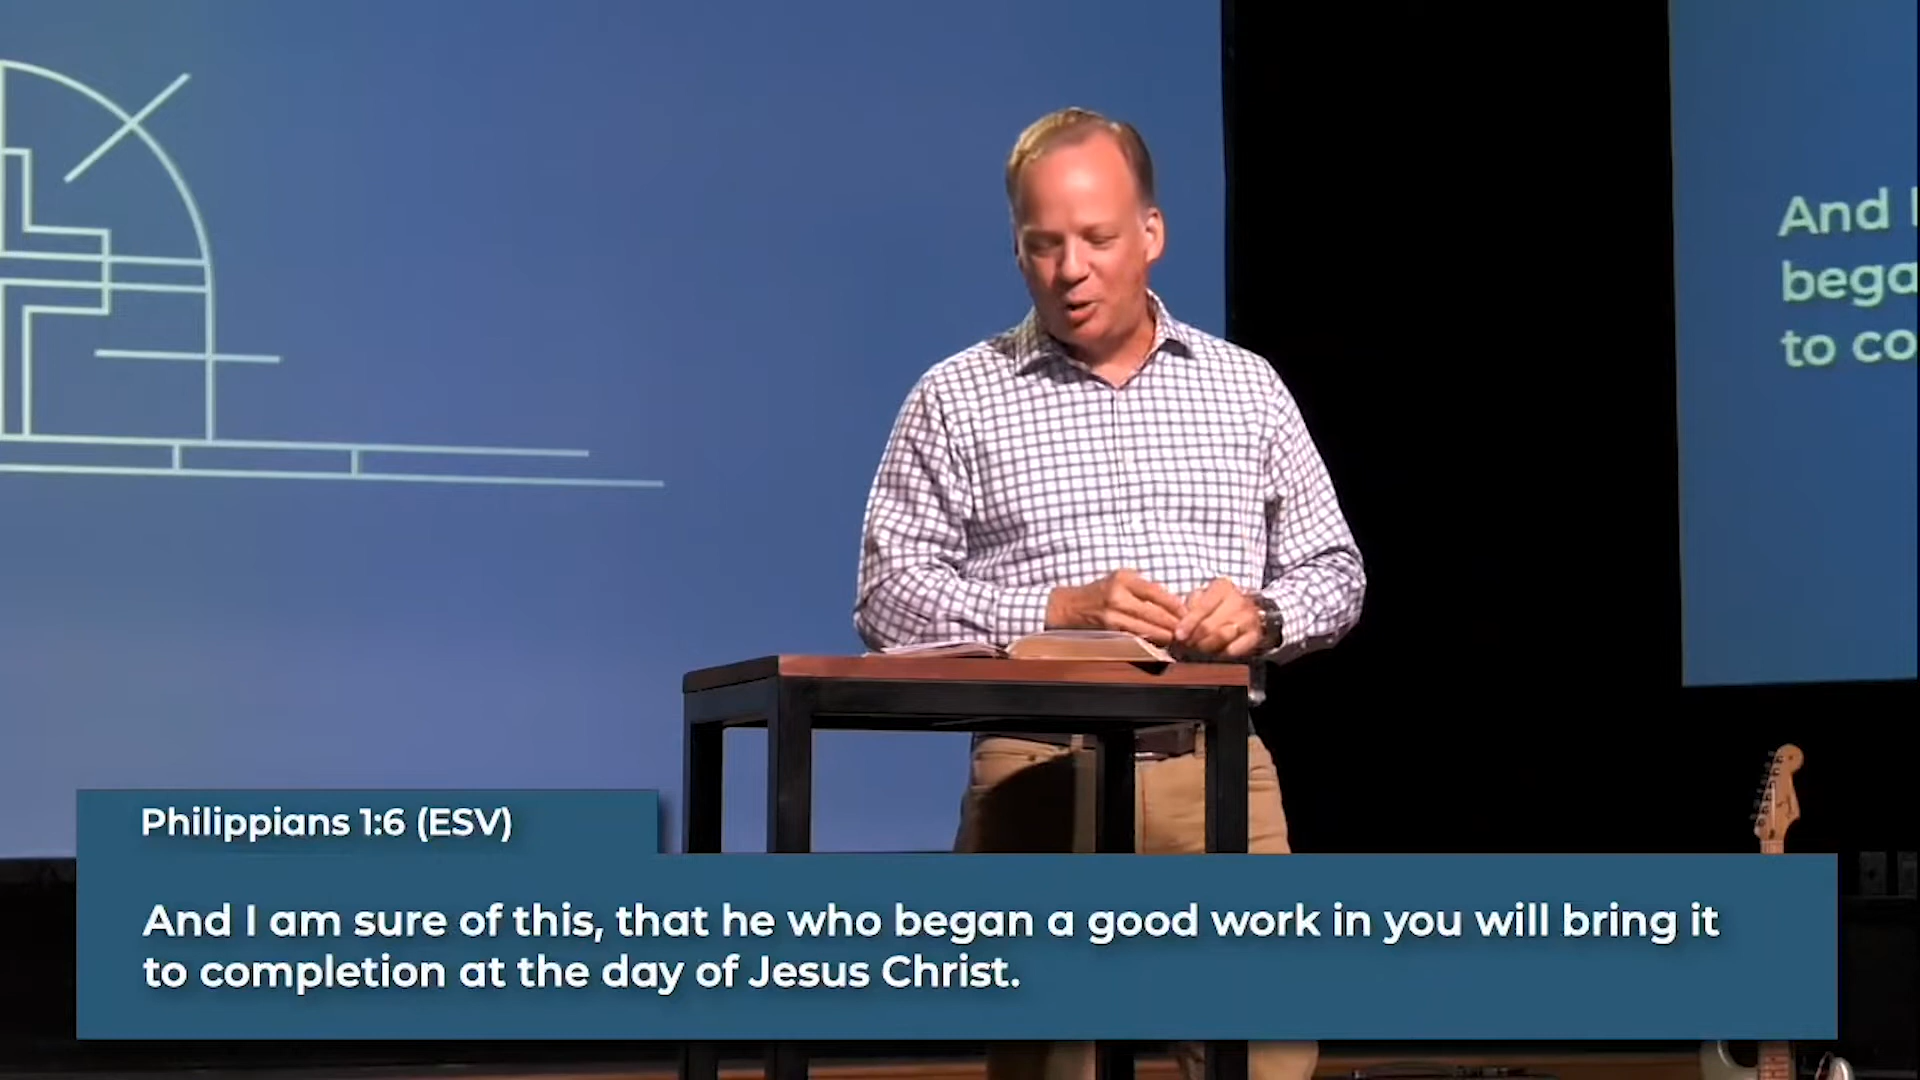 And
bega
to co
Philippians 1:6 (ESV)
And I am sure of this, that he who began a good work in you will bring it
to completion at the day of Jesus Christ.